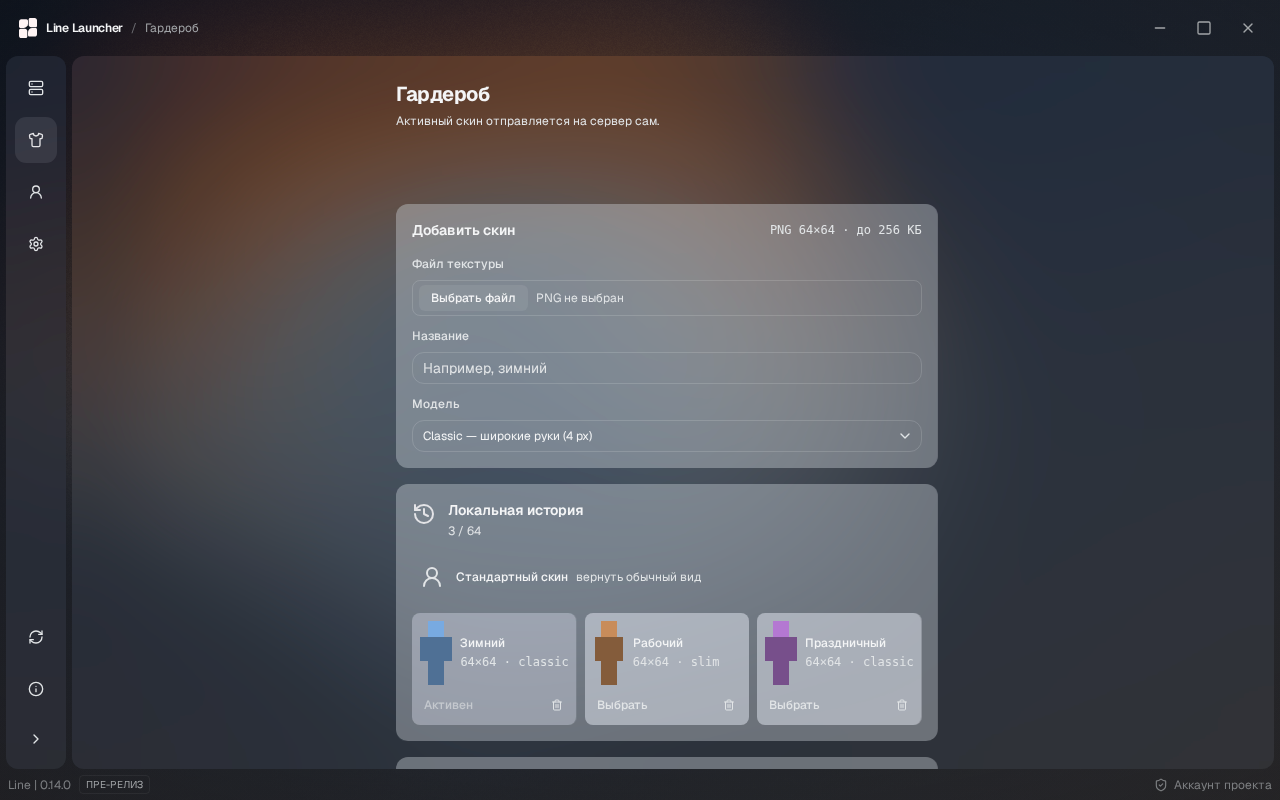 Line Launcher / Гардероб
Гардероб
Активный скин отправляется на сервер сам.
Добавить скин PNG 64×64 · до 256 КБ
Файл текстуры
Выбрать файл PNG не выбран
Название
Например, зимний
Модель
Classic — широкие руки (4 px)
Локальная история
3 / 64
Стандартный скин вернуть обычный вид
Зимний
64×64 · classic
Активен
Рабочий
64×64 · slim
Выбрать
Праздничный
64×64 · classic
Выбрать
Line | 0.14.0 ПРЕ-РЕЛИЗ Аккаунт проекта